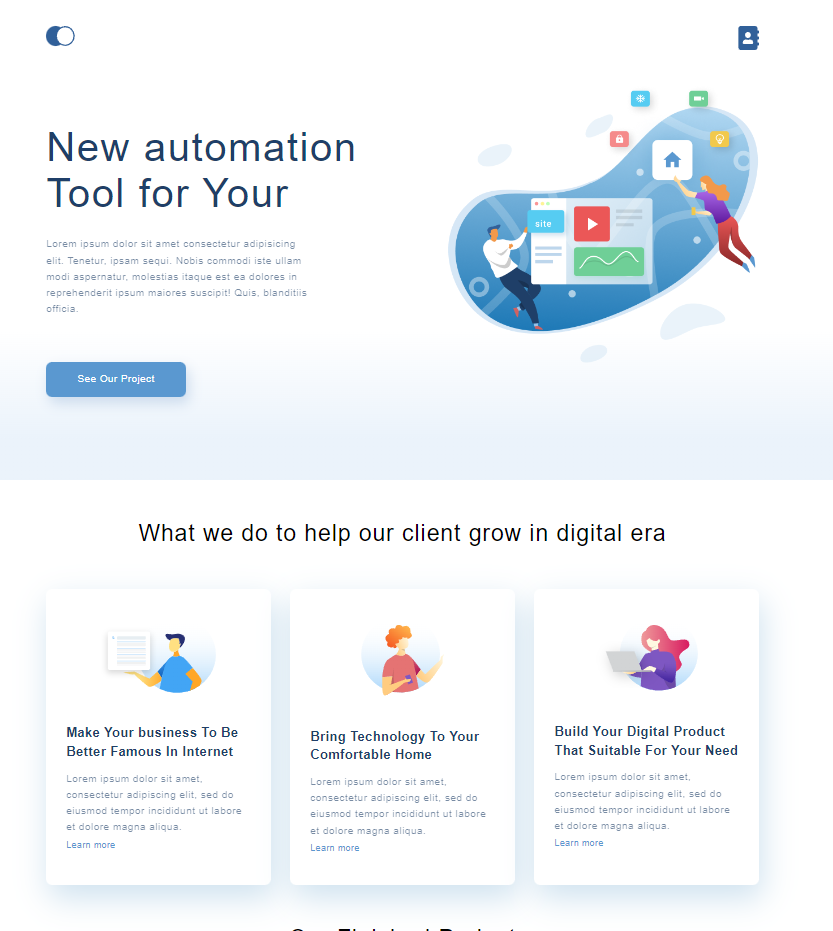 New automation
Tool for Your
Lorem ipsum dolor sit amet consectetur adipisicing
elit. Tenetur, ipsam sequi. Nobis commodi iste ullam
modi aspernatur, molestias itaque est ea dolores in
reprehenderit ipsum maiores suscipit! Quis, blanditiis
officia.
See Our Project
site
What we do to help our client grow in digital era
Make Your business To Be
Better Famous In Internet
Lorem ipsum dolor sit amet,
consectetur adipiscing elit, sed do
eiusmod tempor incididunt ut labore
et dolore magna aliqua.
Learn more
Bring Technology To Your
Comfortable Home
Lorem ipsum dolor sit amet,
consectetur adipiscing elit, sed do
eiusmod tempor incididunt ut labore
et dolore magna aliqua.
Learn more
Build Your Digital Product
That Suitable For Your Need
Lorem ipsum dolor sit amet,
consectetur adipiscing elit, sed do
eiusmod tempor incididunt ut labore
et dolore magna aliqua.
Learn more